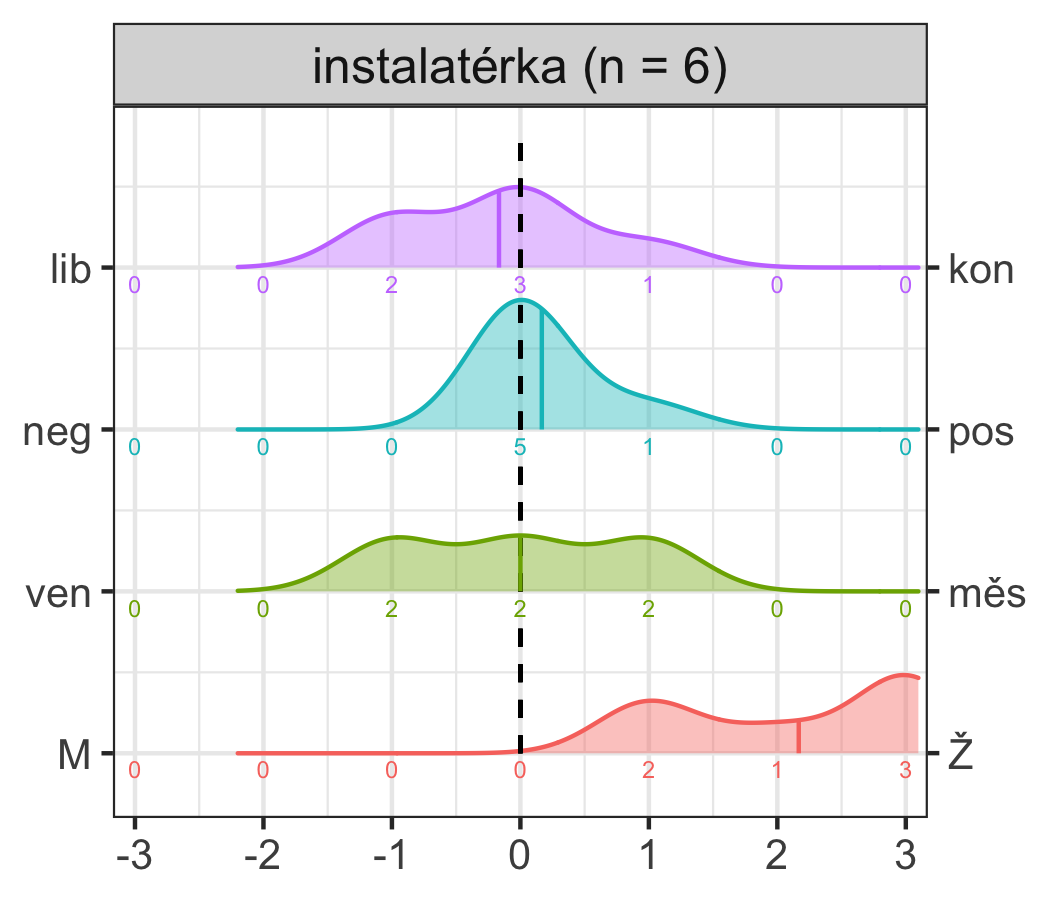 instalatérka (n = 6)
lib kon
0 0 2 3 1 0 0
neg pos
0 0 0 5 1 0 0
ven měs
0 0 2 2 2 0 0
M Ž
0 0 0 0 2 1 3
-3 -2 -1 0 1 2 3